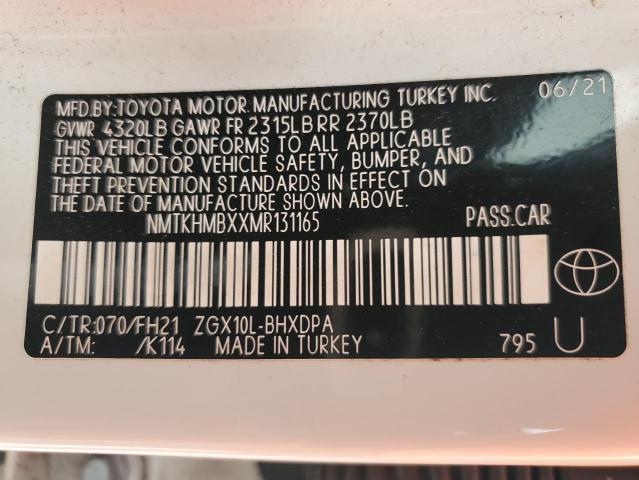 06/21
MFD.BY:TOYOTA MOTOR MANUFACTURING TURKEY INC.
GVWR 4320LB GAWR FR 2315LB RR 2370LB
THIS VEHICLE CONFORMS TO ALL APPLICABLE
FEDERAL MOTOR VEHICLE SAFETY, BUMPER, AND
THEFT PREVENTION STANDARDS IN EFFECT ON
THE DATE OF MANUFACTURE SHOWN ABOVE.
NMTKHMBXXMR131165 PASS.CAR
C/TR:070/FH21 ZGX10L-BHXDPA
A/TM: /K114 MADE IN TURKEY 795 U